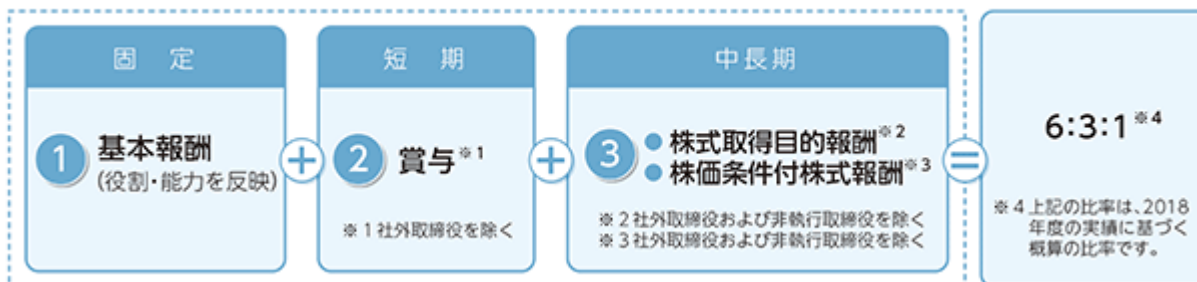 固 定
1 基本報酬
(役割・能力を反映)
+
短 期
2 賞与※1
※1社外取締役を除く
+
中長期
3 ●株式取得目的報酬※2
●株価条件付株式報酬※3
※2社外取締役および非執行取締役を除く
※3社外取締役および非執行取締役を除く
=
6:3:1※4
※4上記の比率は、2018
年度の実績に基づく
概算の比率です。